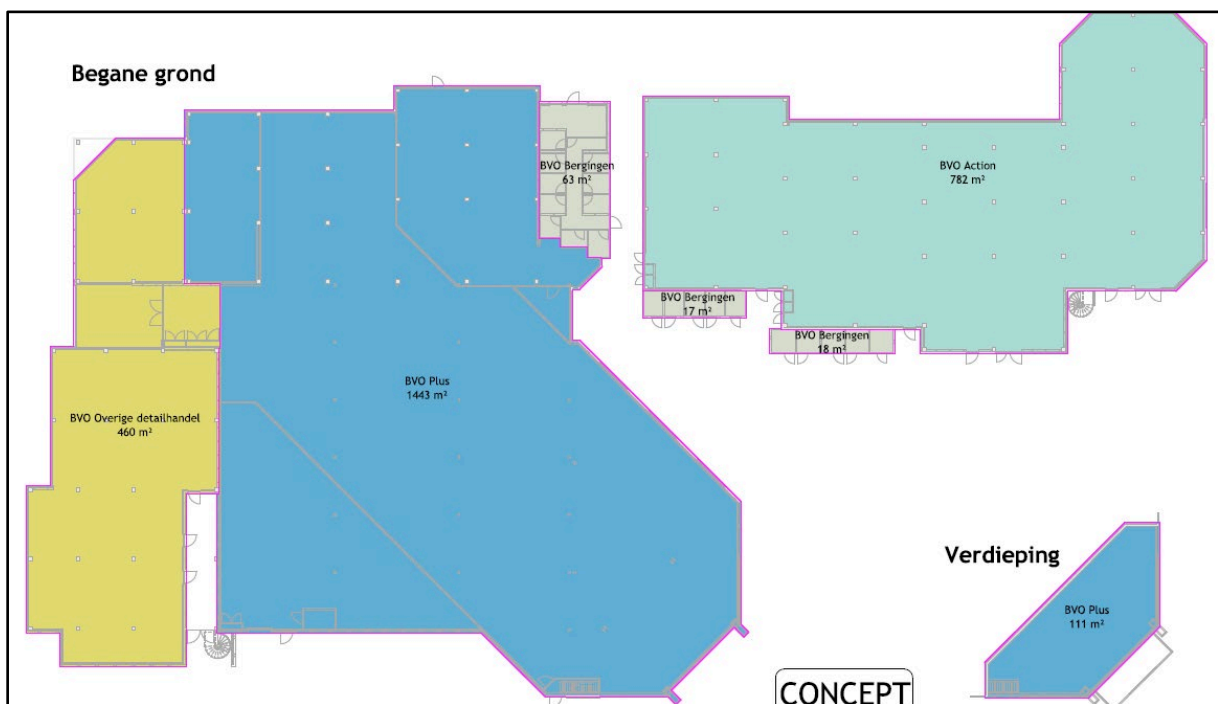 Begane grond
BVO Bergingen
63 m²
BVO Action
782 m²
BVO Bergingen
17 m²
BVO Bergingen
18 m²
BVO Plus
1443 m²
BVO Overige detailhandel
460 m²
Verdieping
BVO Plus
111 m²
CONCEPT